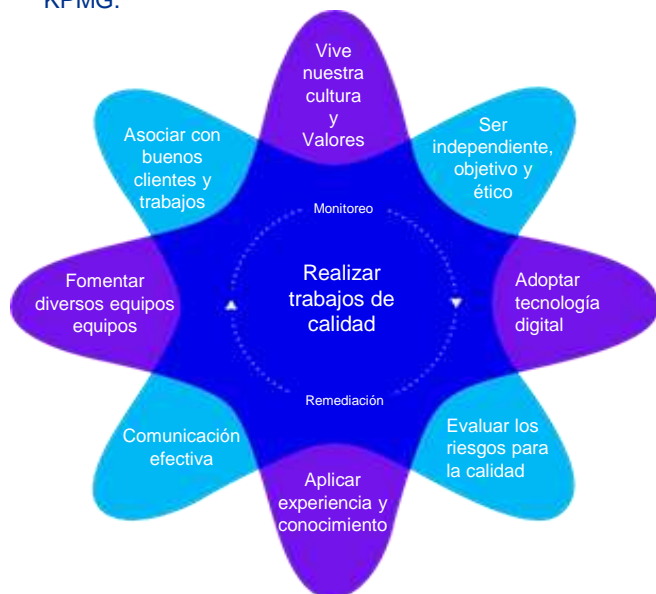 KPMG.
Vive
nuestra
cultura
y
Valores
Ser
independiente,
objetivo y
ético
Adoptar
tecnología
digital
Evaluar los
riesgos para
la calidad
Aplicar
experiencia y
conocimiento
Comunicación
efectiva
Fomentar
diversos equipos
equipos
Asociar con
buenos
clientes y
trabajos
Monitoreo
Realizar
trabajos de
calidad
Remediación